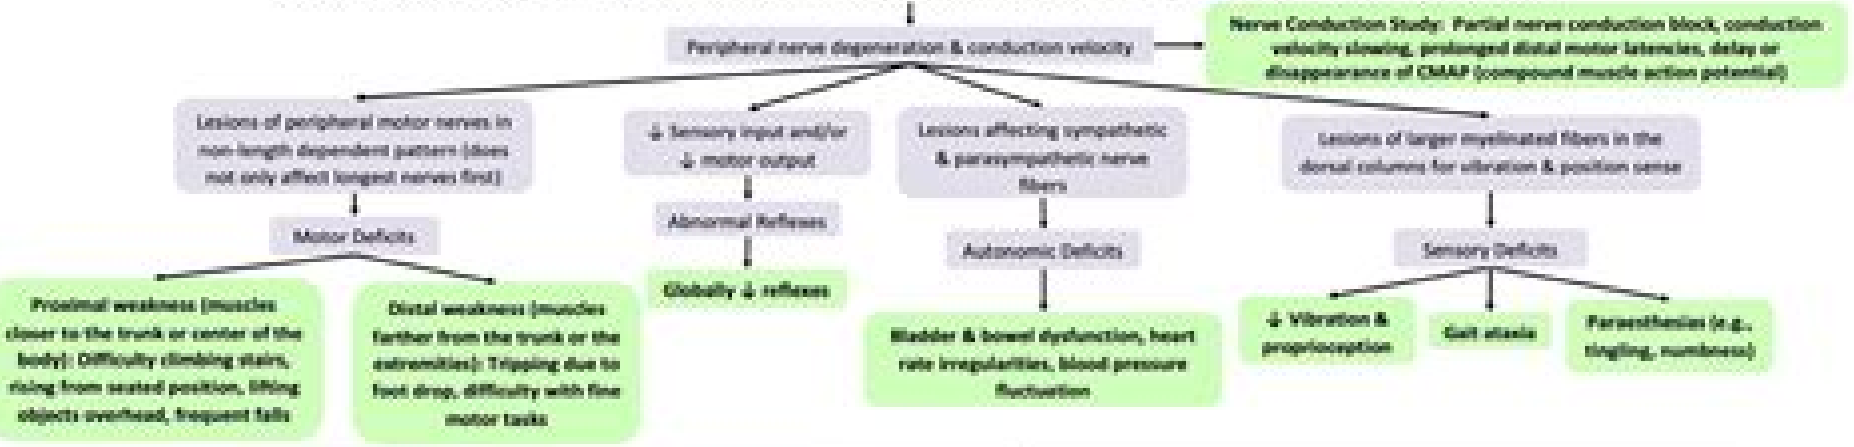 Nerve Conduction Study: Partial nerve conduction block, conduction
velocity slowing, prolonged distal motor latencies, delay or
disappearance of CMAP (compound muscle action potential)
Peripheral nerve degeneration & conduction velocity
Lesions of peripheral motor nerves in
non-length dependent pattern (does
not only affect longest nerves first)
Motor Deficits
Proximal weakness (muscles
closer to the trunk or center of the
body): Difficulty climbing stairs,
rising from seated position, lifting
objects overhead, frequent falls
Distal weakness (muscles
farther from the trunk or the
extremities): Tripping due to
foot drop, difficulty with fine
motor tasks
↓ Sensory input and/or
↓ motor output
Abnormal Reflexes
Globally ↓ reflexes
Lesions affecting sympathetic
& parasympathetic nerve
fibers
Autonomic Deficits
Bladder & bowel dysfunction, heart
rate irregularities, blood pressure
fluctuation
Lesions of larger myelinated fibers in the
dorsal columns for vibration & position sense
Sensory Deficits
↓ Vibration &
proprioception
Gait ataxia
Paraesthesias (e.g.,
tingling, numbness)